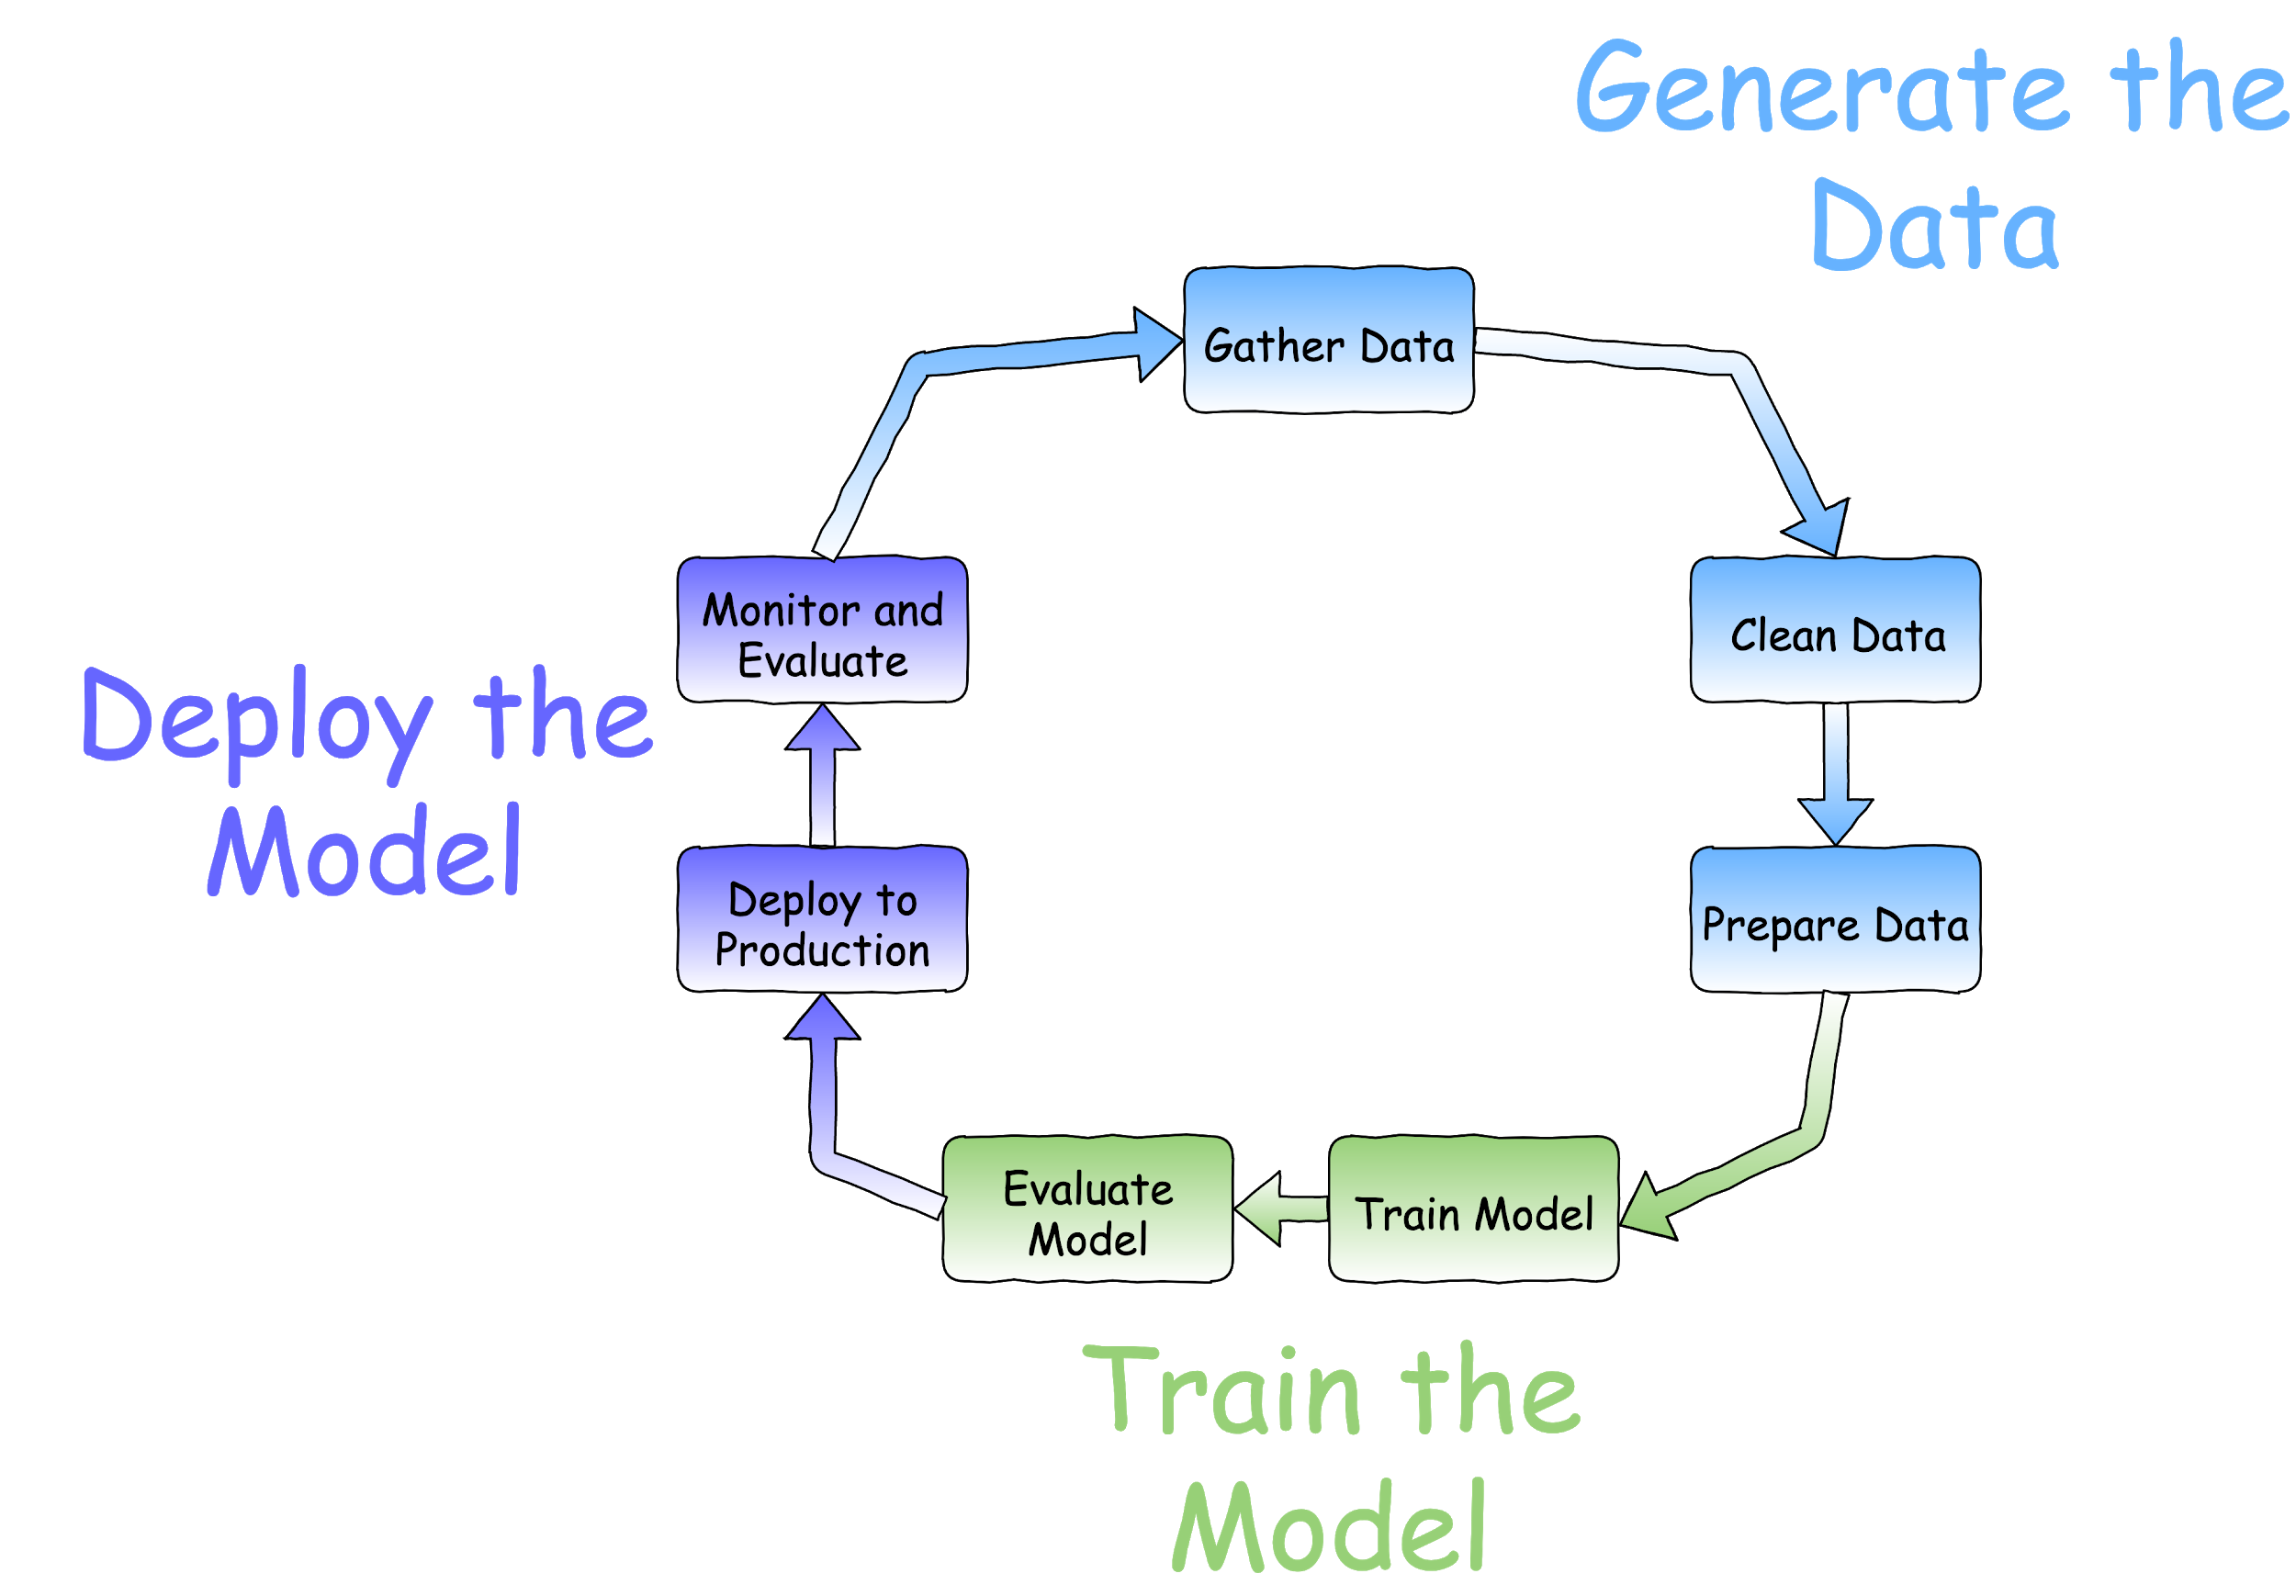 Generate the
Data
Gather Data
Clean Data
Prepare Data
Train Model
Evaluate
Model
Train the
Model
Deploy to
Production
Monitor and
Evaluate
Deploy the
Model